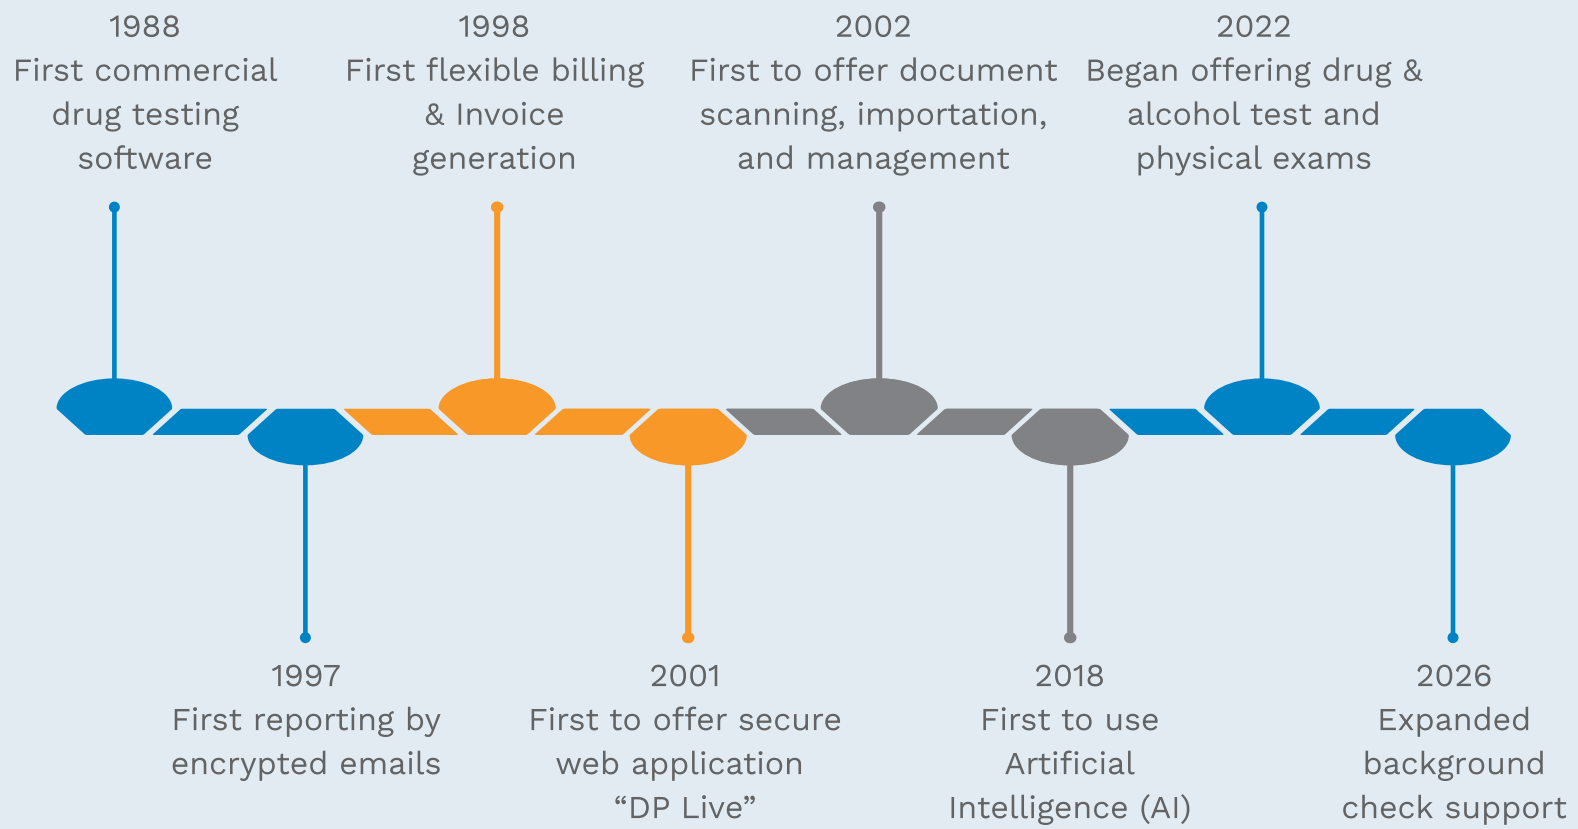 1988
First commercial
drug testing
software
1998
First flexible billing
& Invoice
generation
2002
First to offer document
scanning, importation,
and management
2022
Began offering drug &
alcohol test and
physical exams
1997
First reporting by
encrypted emails
2001
First to offer secure
web application
“DP Live”
2018
First to use
Artificial
Intelligence (AI)
2026
Expanded
background
check support